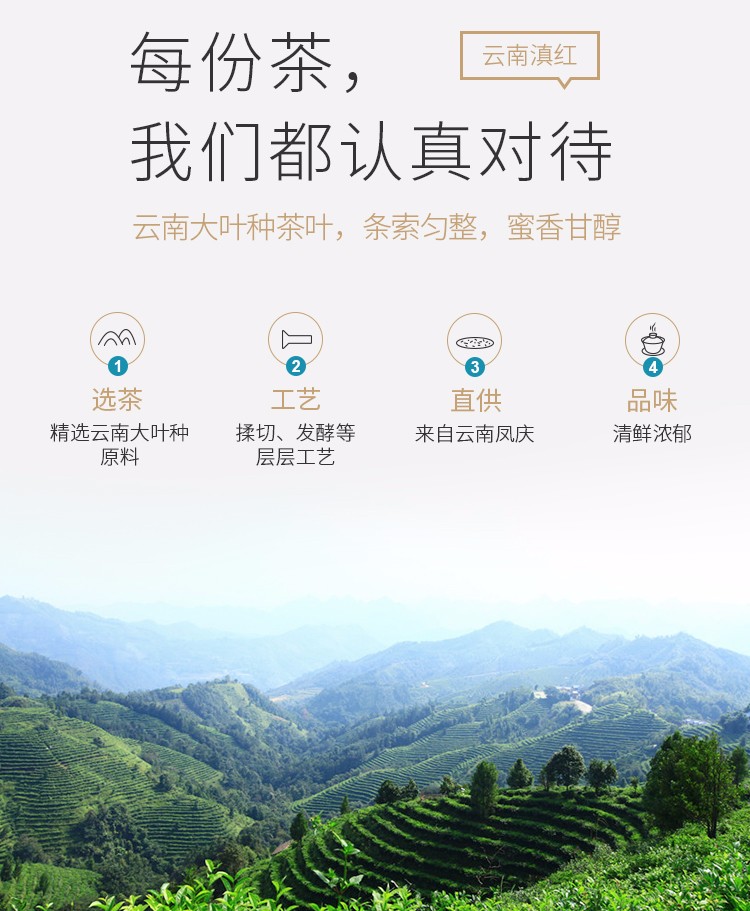 每份茶，
云南滇红
我们都认真对待
云南大叶种茶叶，条索匀整，蜜香甘醇
1
选茶
精选云南大叶种
原料
2
工艺
揉切、发酵等
层层工艺
3
直供
来自云南凤庆
4
品味
清鲜浓郁